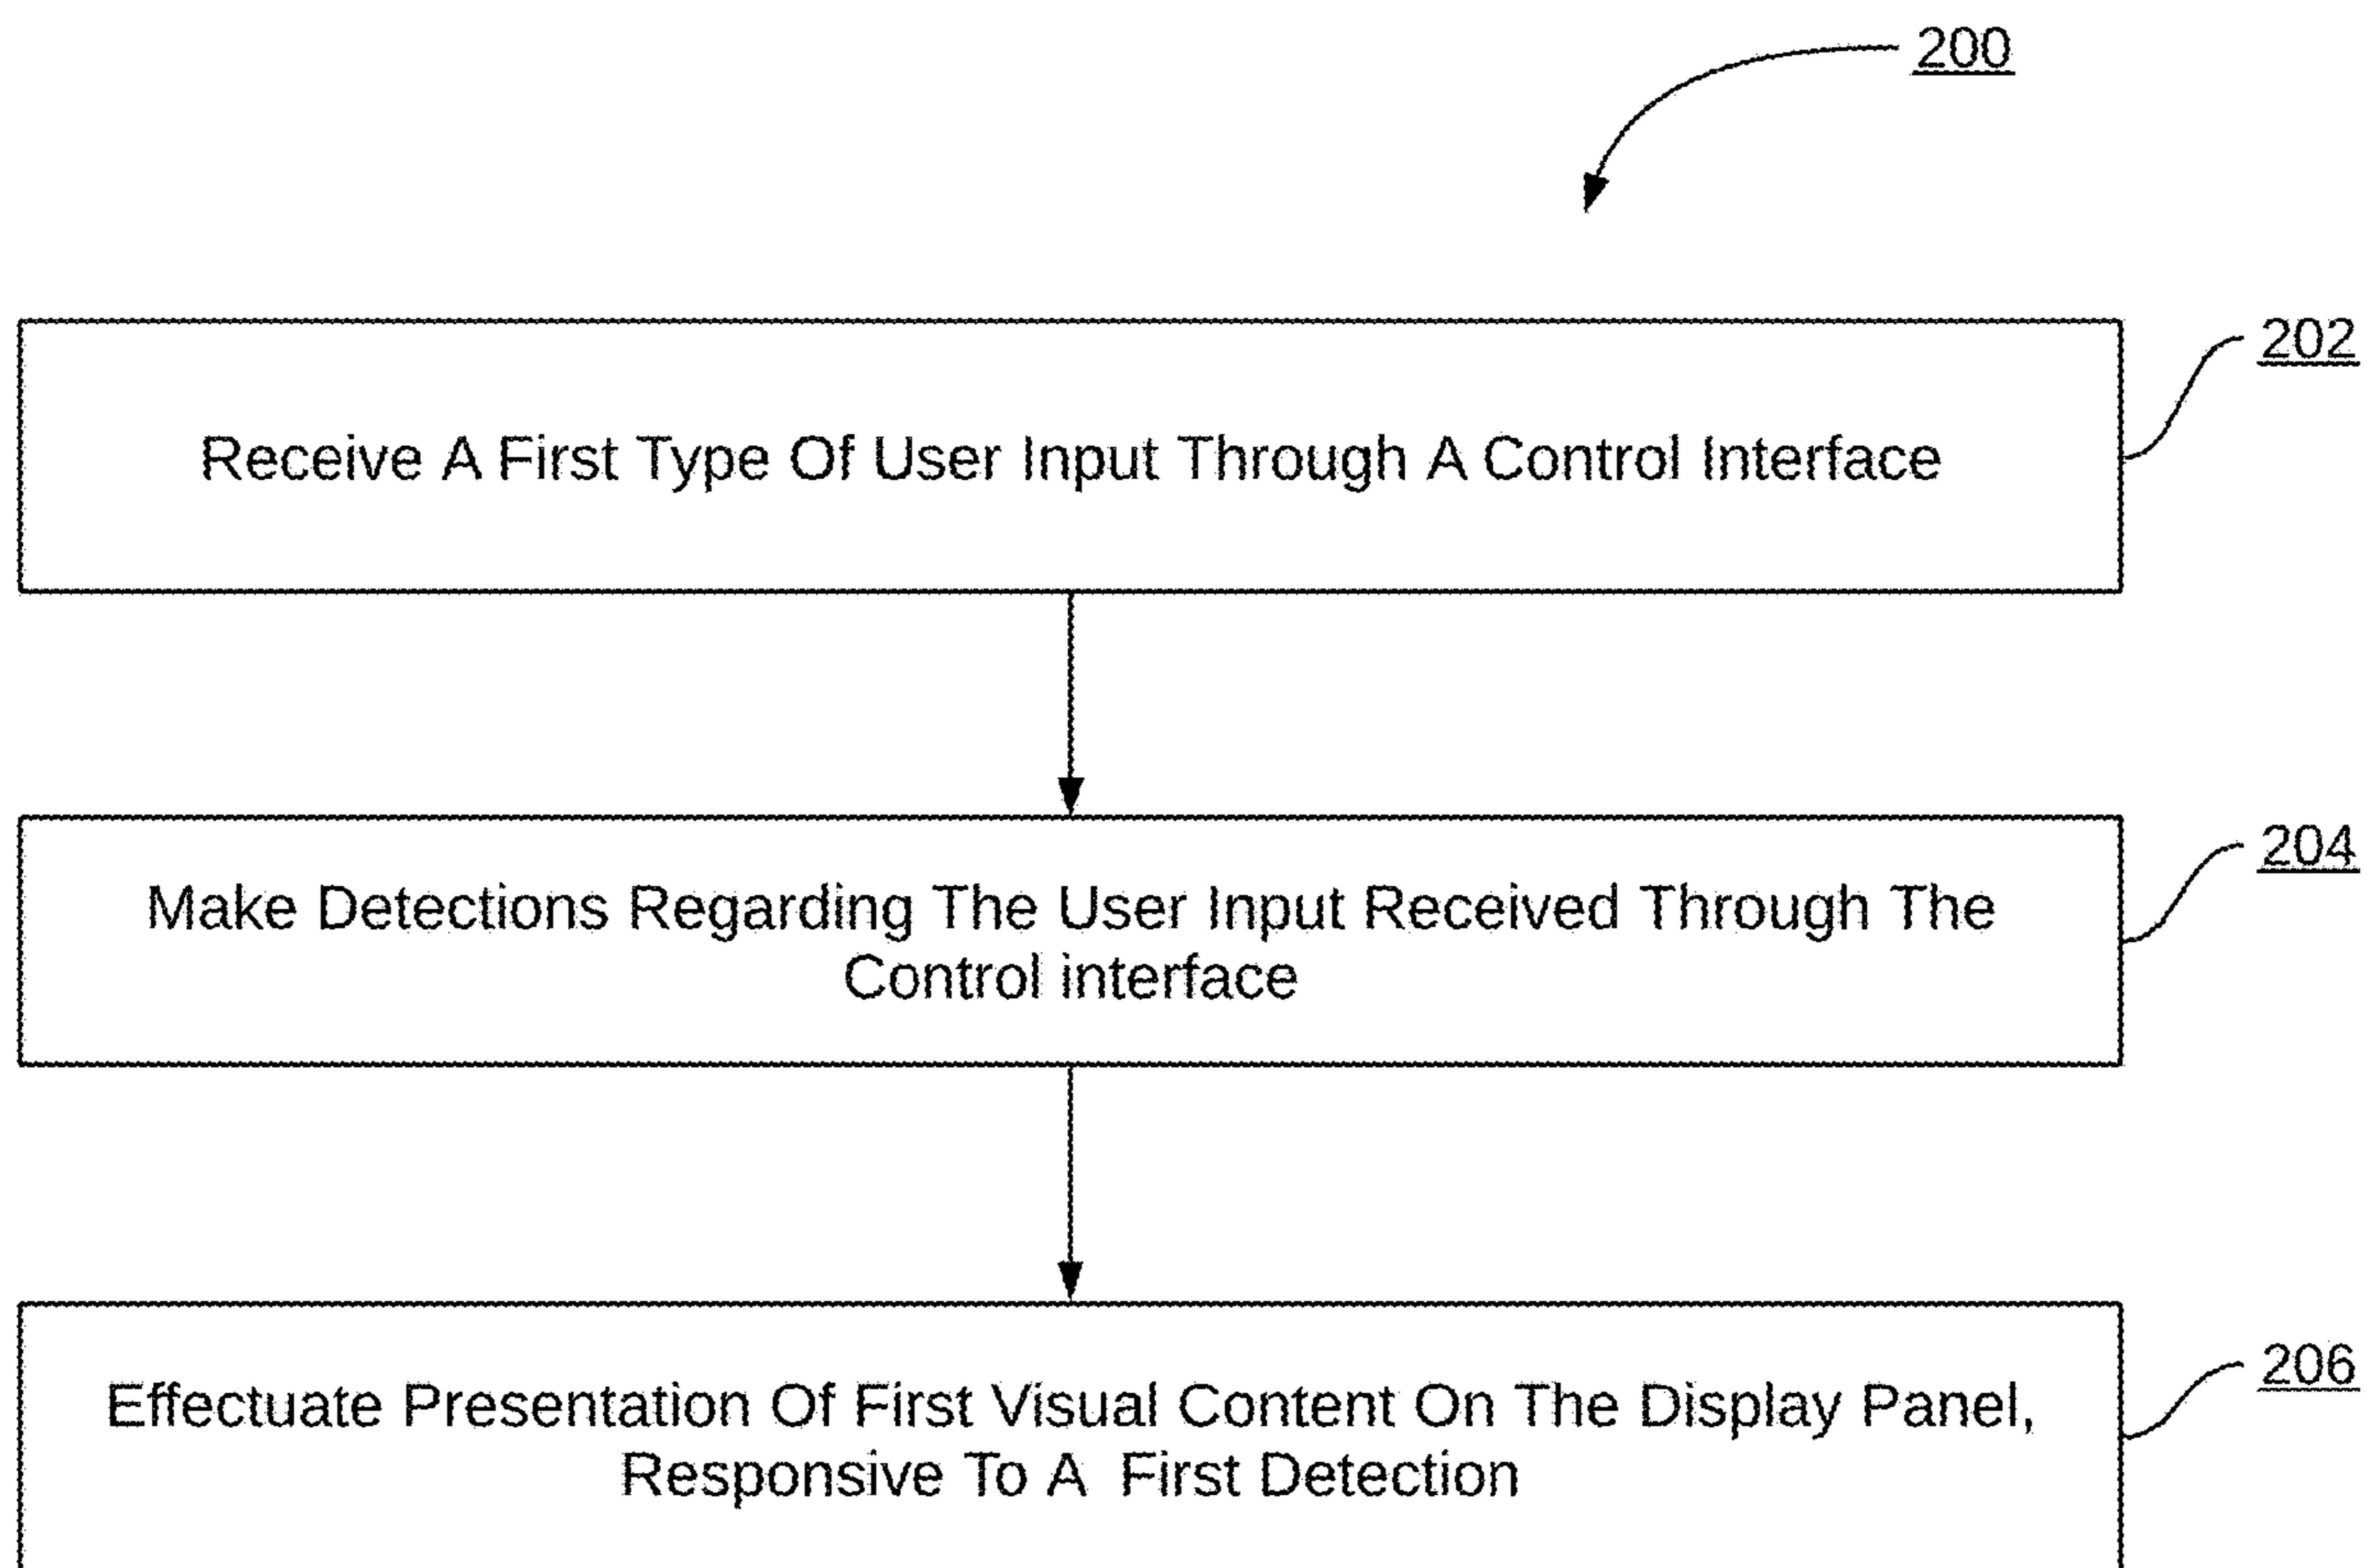 200
202
Receive A First Type Of User Input Through A Control Interface
204
Make Detections Regarding The User Input Received Through The
Control interface
206
Effectuate Presentation Of First Visual Content On The Display Panel,
Responsive To A  First Detection